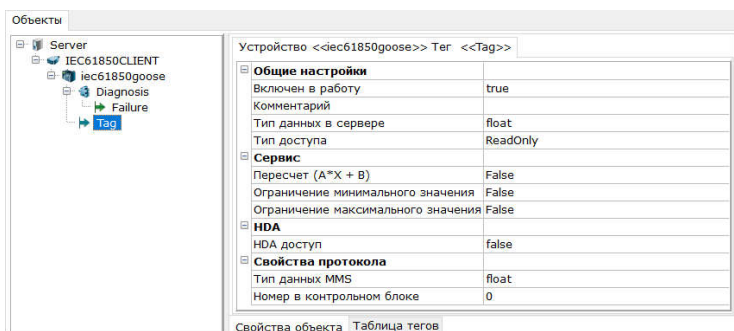 Объекты
Server
IEC61850CLIENT
iec61850goose
Diagnosis
Failure
Tag
Устройство <<iec61850goose>> Тег <<Tag>>
Общие настройки
Включен в работу true
Комментарий
Тип данных в сервере float
Тип доступа ReadOnly
Сервис
Пересчет (A*X + B) False
Ограничение минимального значения False
Ограничение максимального значения False
HDA
HDA доступ false
Свойства протокола
Тип данных MMS float
Номер в контрольном блоке 0
Свойства объекта Таблица тегов